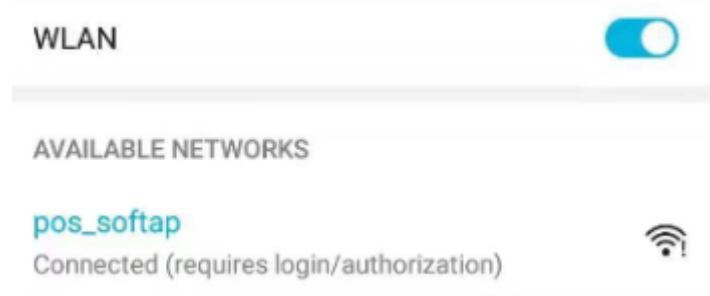 WLAN
AVAILABLE NETWORKS
pos_softap
Connected (requires login/authorization)